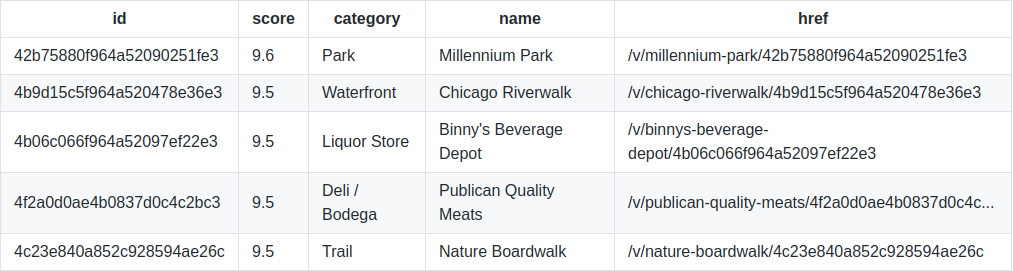 id score category name href
42b75880f964a52090251fe3 9.6 Park Millennium Park /v/millennium-park/42b75880f964a52090251fe3
4b9d15c5f964a520478e36e3 9.5 Waterfront Chicago Riverwalk /v/chicago-riverwalk/4b9d15c5f964a520478e36e3
4b06c066f964a52097ef22e3 9.5 Liquor Store Binny's Beverage /v/binnys-beverage-
Depot depot/4b06c066f964a52097ef22e3
4f2a0d0ae4b0837d0c4c2bc3 9.5 Deli / Publican Quality /v/publican-quality-meats/4f2a0d0ae4b0837d0c4c...
Bodega Meats
4c23e840a852c928594ae26c 9.5 Trail Nature Boardwalk /v/nature-boardwalk/4c23e840a852c928594ae26c